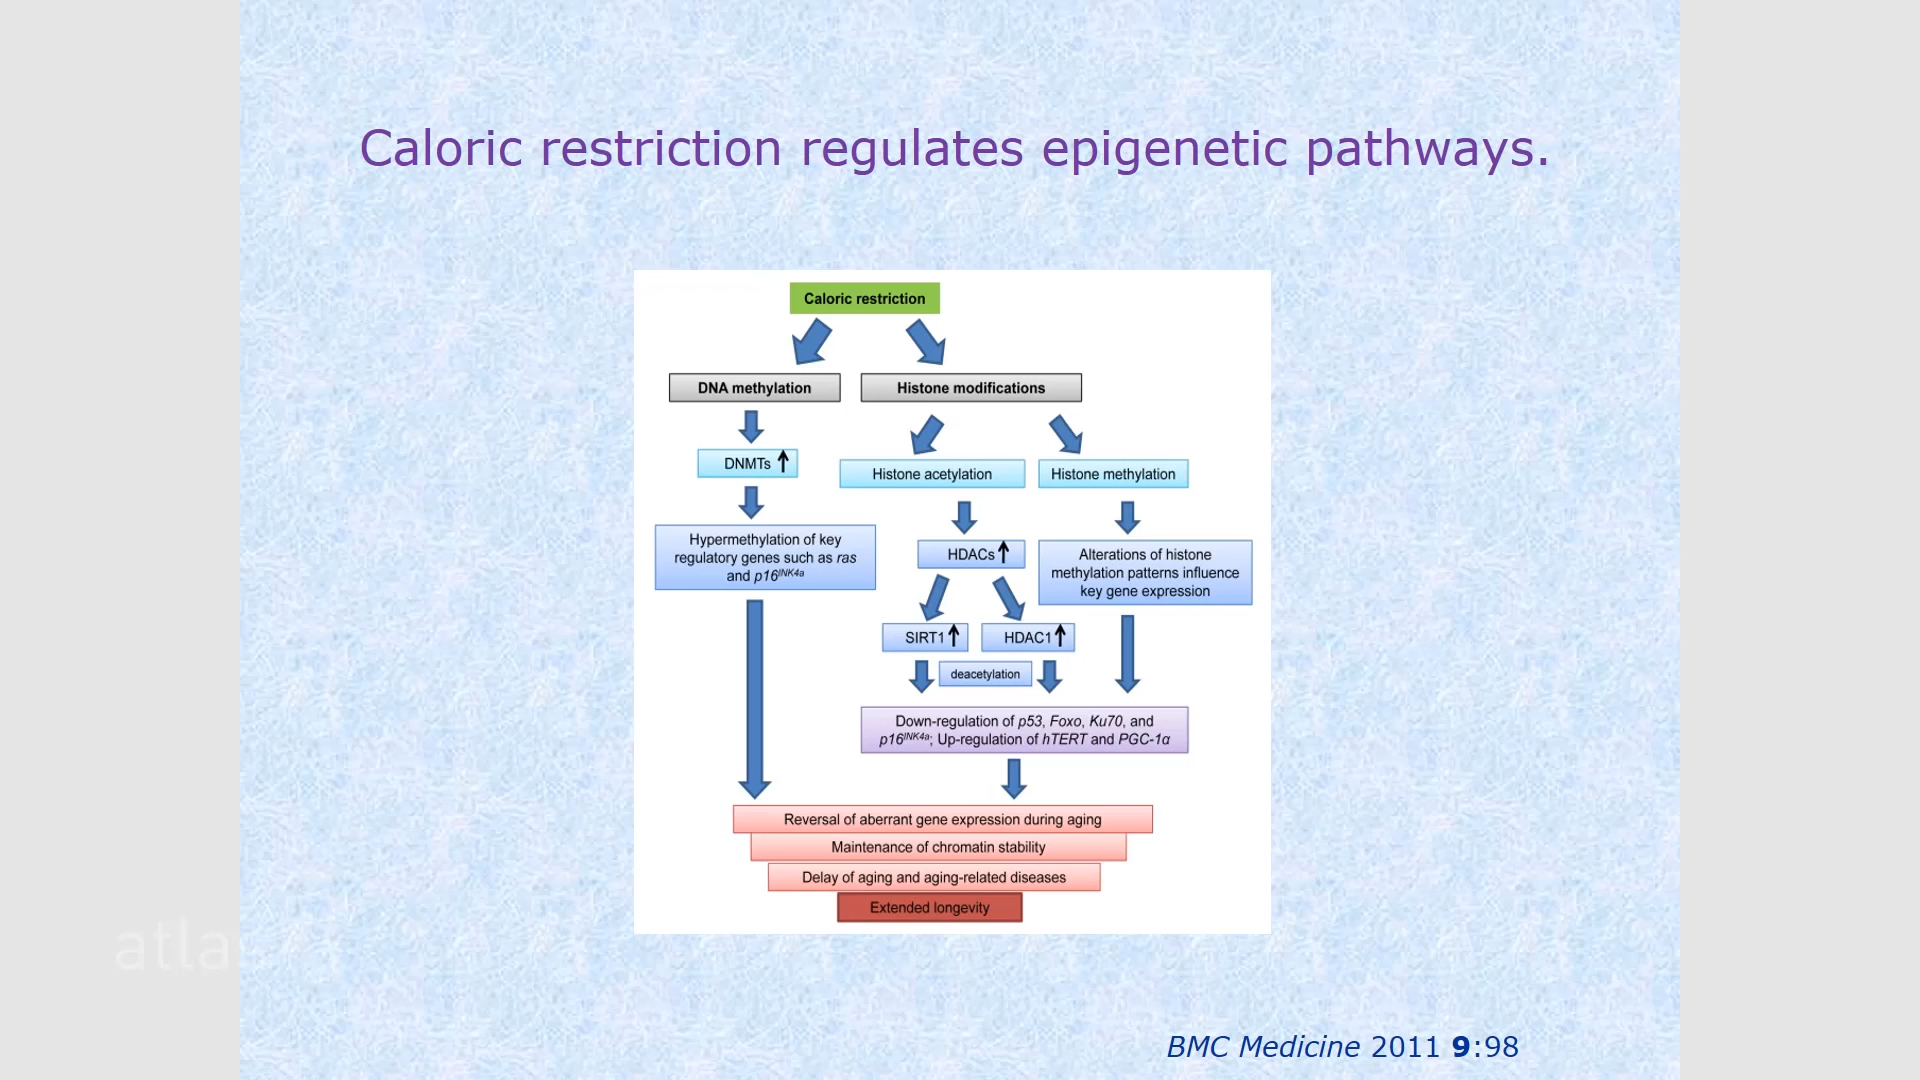 Caloric restriction regulates epigenetic pathways.
Caloric restriction
DNA methylation
Histone modifications
DNMTs ↑
Histone acetylation
Histone methylation
Hypermethylation of key
regulatory genes such as ras
and p16INK4a
HDACs ↑
Alterations of histone
methylation patterns influence
key gene expression
SIRT1 ↑
HDAC1 ↑
deacetylation
Down-regulation of p53, Foxo, Ku70, and
p16INK4a; Up-regulation of hTERT and PGC-1α
Reversal of aberrant gene expression during aging
Maintenance of chromatin stability
Delay of aging and aging-related diseases
Extended longevity
BMC Medicine 2011 9:98